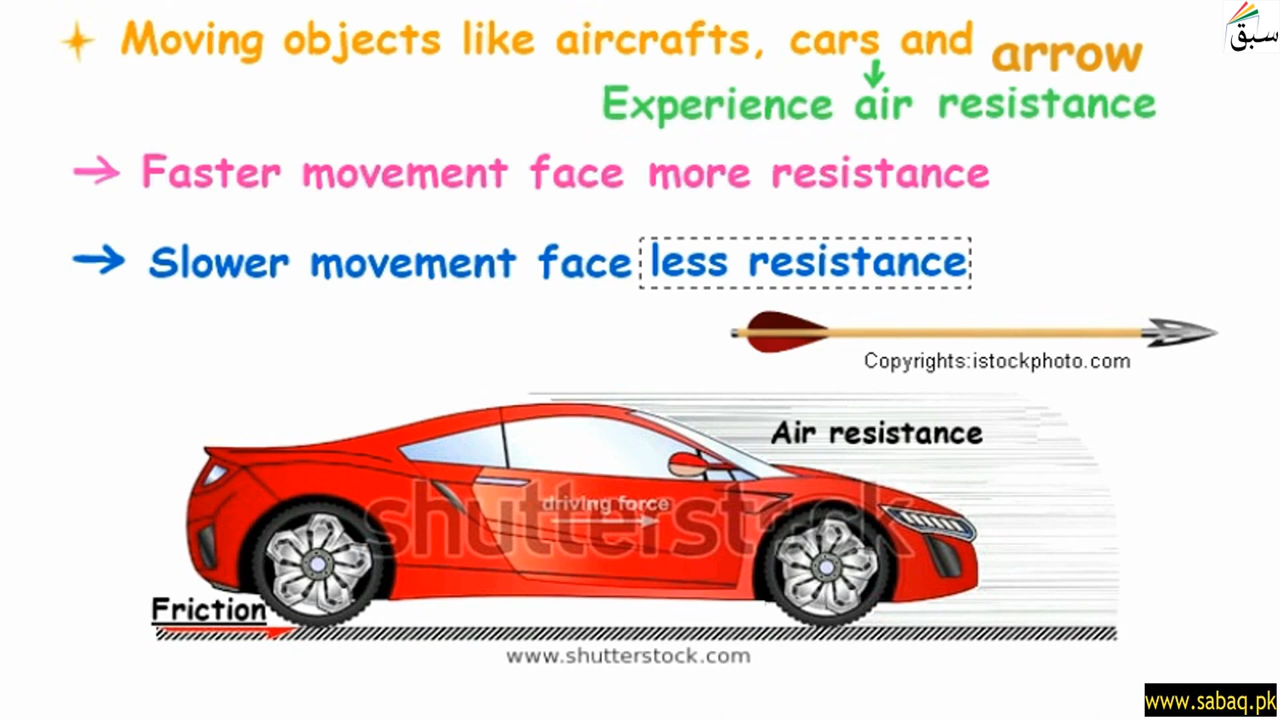 Moving objects like aircrafts, cars and arrow
سبق
Experience air resistance
Faster movement face more resistance
Slower movement face less resistance
Copyrights:istockphoto.com
Air resistance
driving force
shutterstock
Friction
www.shutterstock.com
www.sabaq.pk